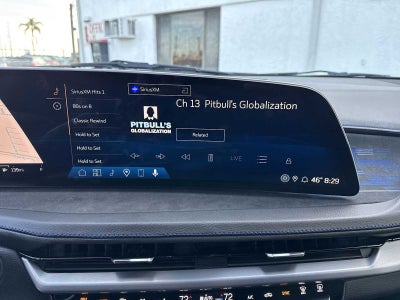 SiriusXM Hits 1
80s on 8
Classic Rewind
Hold to Set
Hold to Set
Hold to Set
SiriusXM
Ch 13 Pitbull's Globalization
PITBULL'S
GLOBALIZATION
Related
LIVE
46° 8:29
72
72